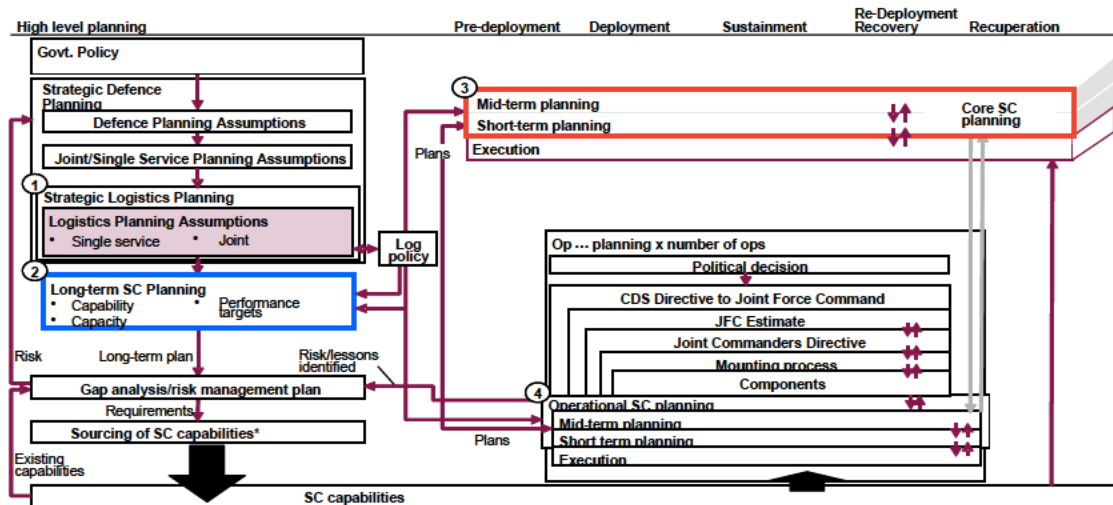 High level planning
Pre-deployment
Deployment
Sustainment
Re-Deployment
Recovery
Recuperation
Govt. Policy
Strategic Defence
Planning
Defence Planning Assumptions
Joint/Single Service Planning Assumptions
1
Strategic Logistics Planning
Logistics Planning Assumptions
• Single service
• Joint
Log
policy
2
Long-term SC Planning
• Capability
• Capacity
• Performance
targets
Risk
Long-term plan
Risk/lessons
identified
Gap analysis/risk management plan
Requirements
Sourcing of SC capabilities*
Existing
capabilities
SC capabilities
3
Mid-term planning
Short-term planning
Core SC
planning
Execution
Plans
Op ... planning x number of ops
Political decision
CDS Directive to Joint Force Command
JFC Estimate
Joint Commanders Directive
Mounting process
Components
4
Operational SC planning
Mid-term planning
Short term planning
Execution
Plans